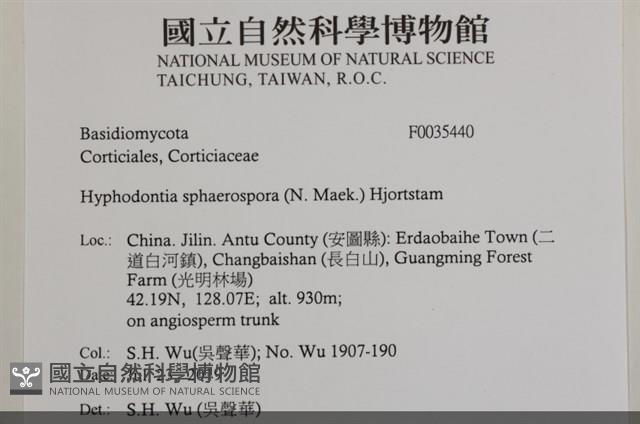 國立自然科學博物館
NATIONAL MUSEUM OF NATURAL SCIENCE
TAICHUNG, TAIWAN, R.O.C.
Basidiomycota F0035440
Corticiales, Corticiaceae
Hyphodontia sphaerospora (N. Maek.) Hjortstam
Loc.: China. Jilin. Antu County (安圖縣): Erdaobaihe Town (二
道白河鎮), Changbaishan (長白山), Guangming Forest
Farm (光明林場)
42.19N, 128.07E; alt. 930m;
on angiosperm trunk
Col.: S.H. Wu(吳聲華); No. Wu 1907-190
Date: 2019
國立自然科學博物館
NATIONAL MUSEUM OF NATURAL SCIENCE
Det.: S.H. Wu (吳聲華)